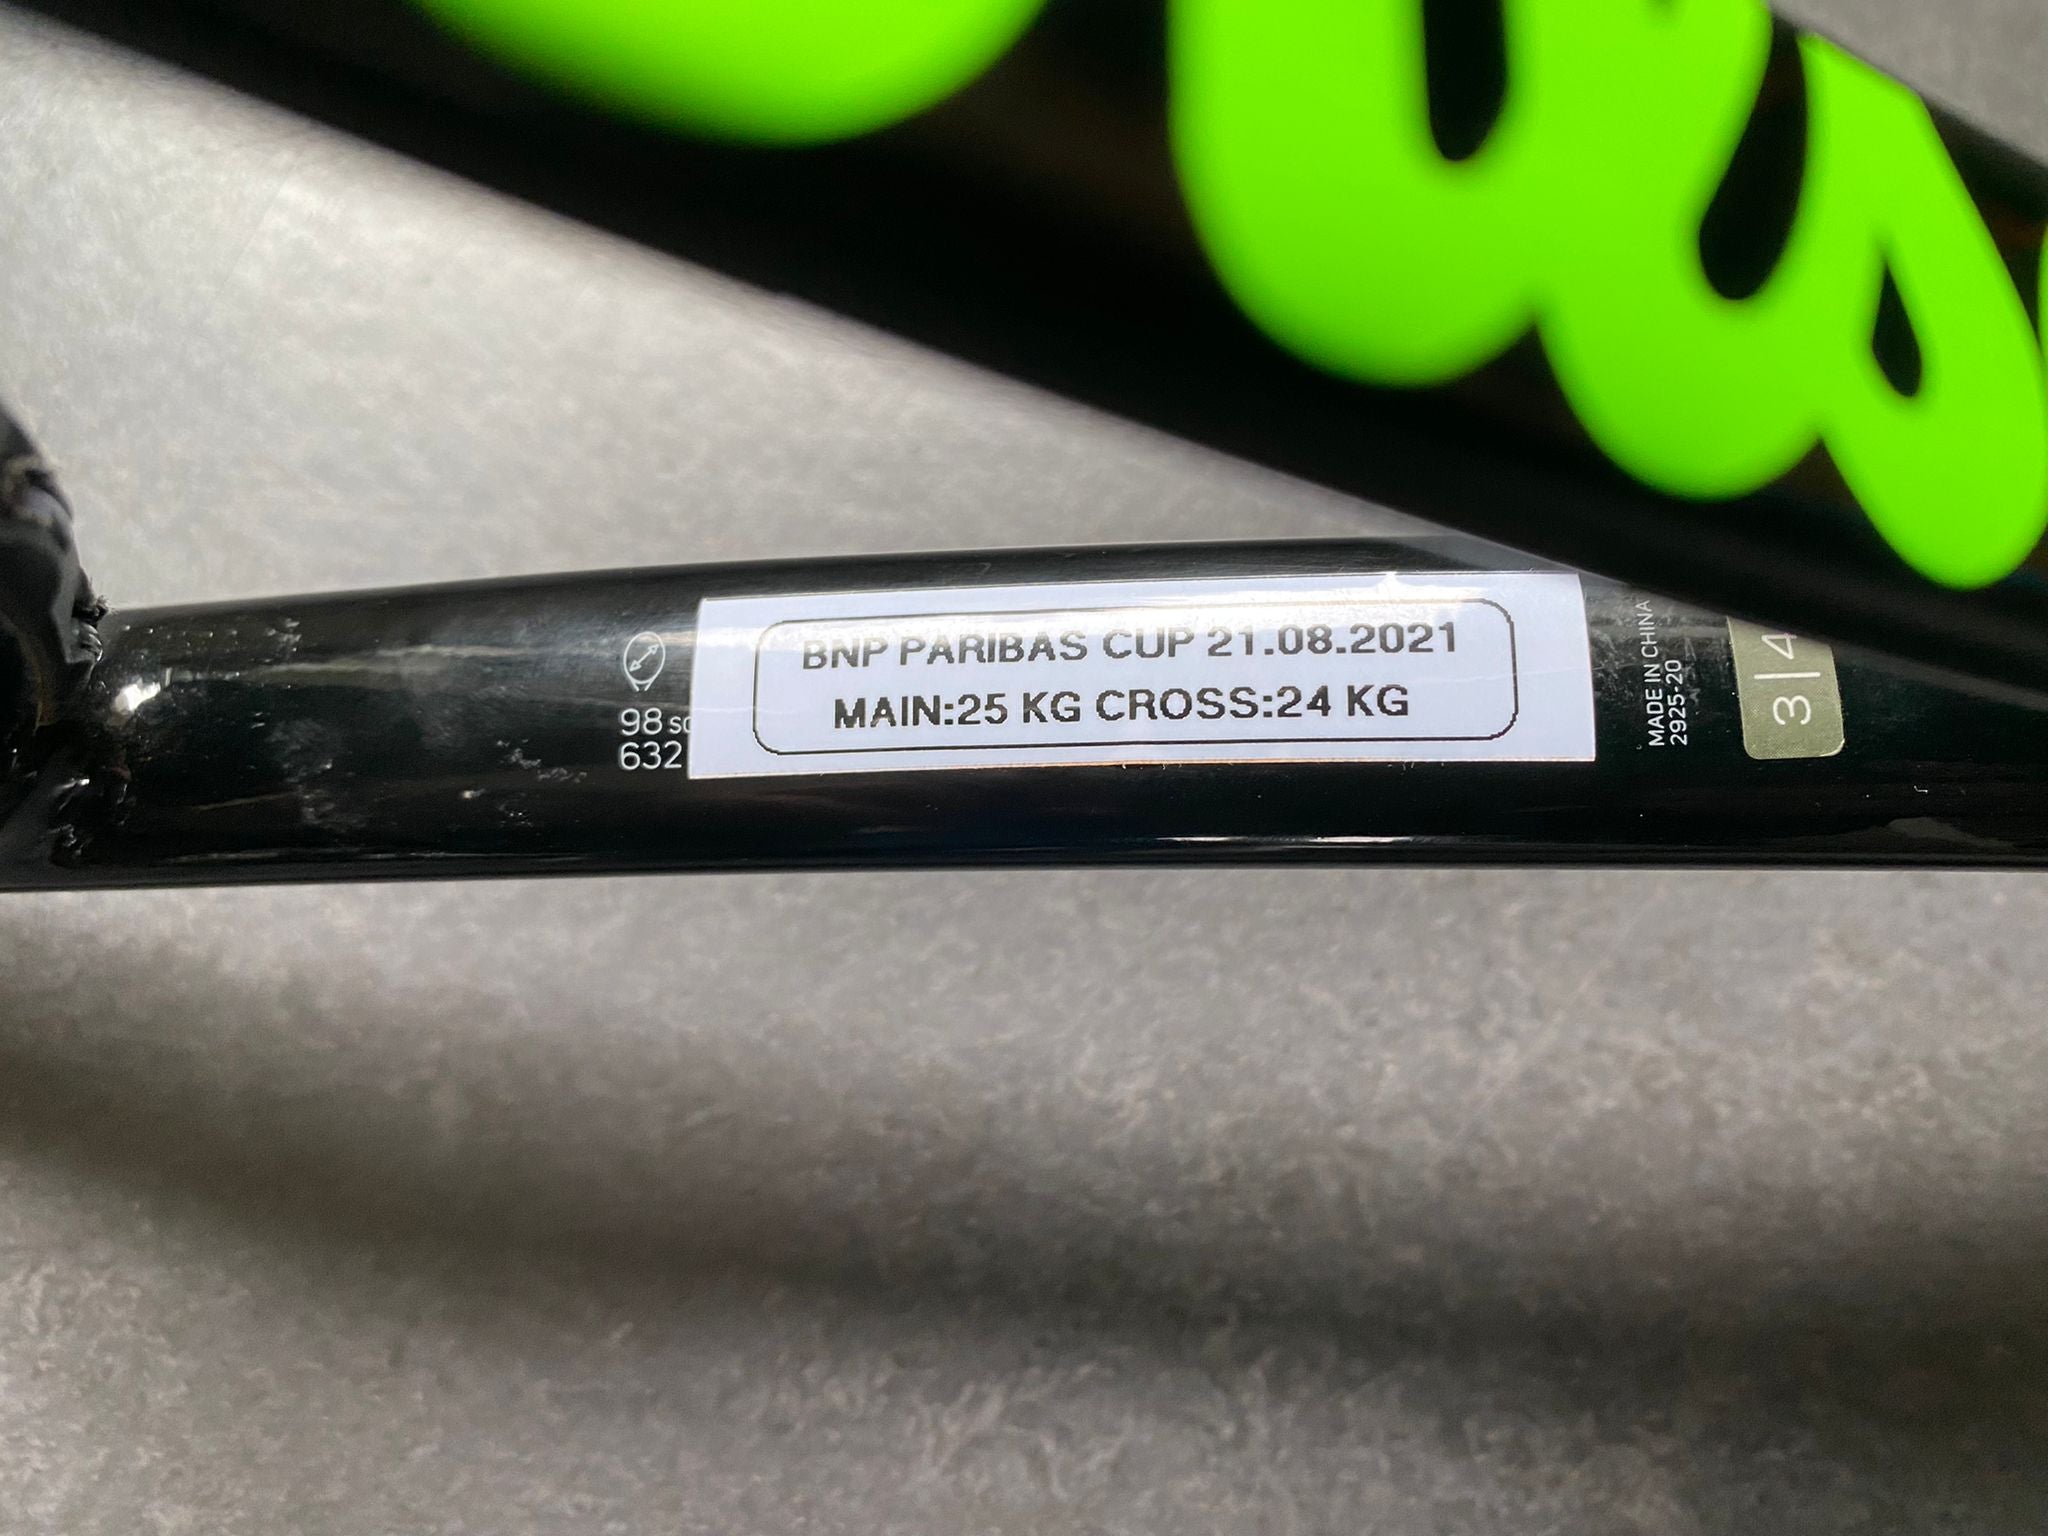 98 sq
632
BNP PARIBAS CUP 21.08.2021
MAIN:25 KG CROSS:24 KG
MADE IN CHINA
2925-20
3|4